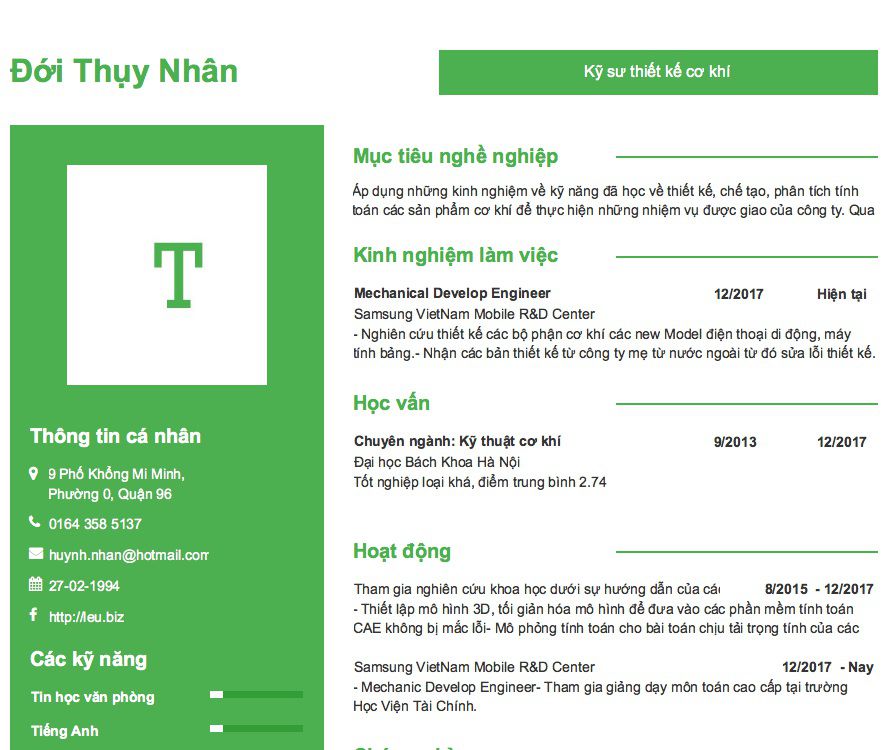 Đới Thụy Nhân
Kỹ sư thiết kế cơ khí
T
Thông tin cá nhân
9 Phố Khổng Mi Minh,
Phường 0, Quận 96
0164 358 5137
huynh.nhan@hotmail.com
27-02-1994
http://leu.biz
Các kỹ năng
Tin học văn phòng
Tiếng Anh
Mục tiêu nghề nghiệp
Áp dụng những kinh nghiệm về kỹ năng đã học về thiết kế, chế tạo, phân tích tính
toán các sản phẩm cơ khí để thực hiện những nhiệm vụ được giao của công ty. Qua
Kinh nghiệm làm việc
Mechanical Develop Engineer 12/2017 Hiện tại
Samsung VietNam Mobile R&D Center
- Nghiên cứu thiết kế các bộ phận cơ khí các new Model điện thoại di động, máy
tính bảng.- Nhận các bản thiết kế từ công ty mẹ từ nước ngoài từ đó sửa lỗi thiết kế.
Học vấn
Chuyên ngành: Kỹ thuật cơ khí 9/2013 12/2017
Đại học Bách Khoa Hà Nội
Tốt nghiệp loại khá, điểm trung bình 2.74
Hoạt động
Tham gia nghiên cứu khoa học dưới sự hướng dẫn của các 8/2015 - 12/2017
- Thiết lập mô hình 3D, tối giản hóa mô hình để đưa vào các phần mềm tính toán
CAE không bị mắc lỗi- Mô phỏng tính toán cho bài toán chịu tải trọng tính của các
Samsung VietNam Mobile R&D Center 12/2017 - Nay
- Mechanic Develop Engineer- Tham gia giảng dạy môn toán cao cấp tại trường
Học Viện Tài Chính.